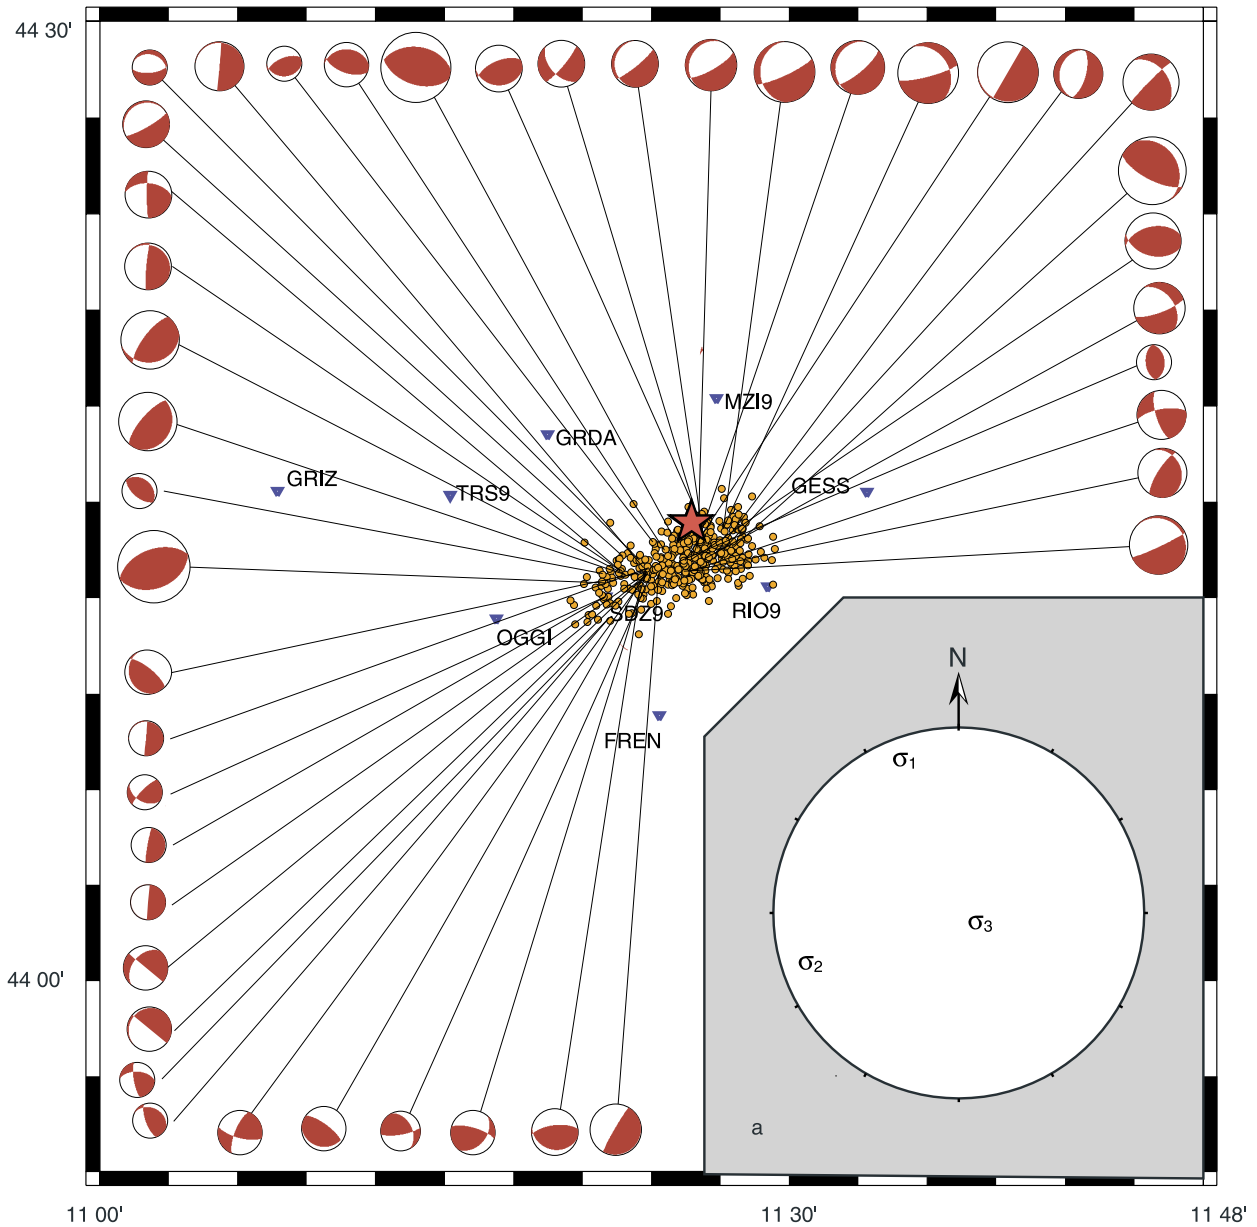 44 30'
MZI9
GRDA
GRIZ
TRS9
GESS
SDZ9
RIO9
OGGI
FREN
N
σ1
σ3
σ2
44 00'
a
11 00'
11 30'
11 48'